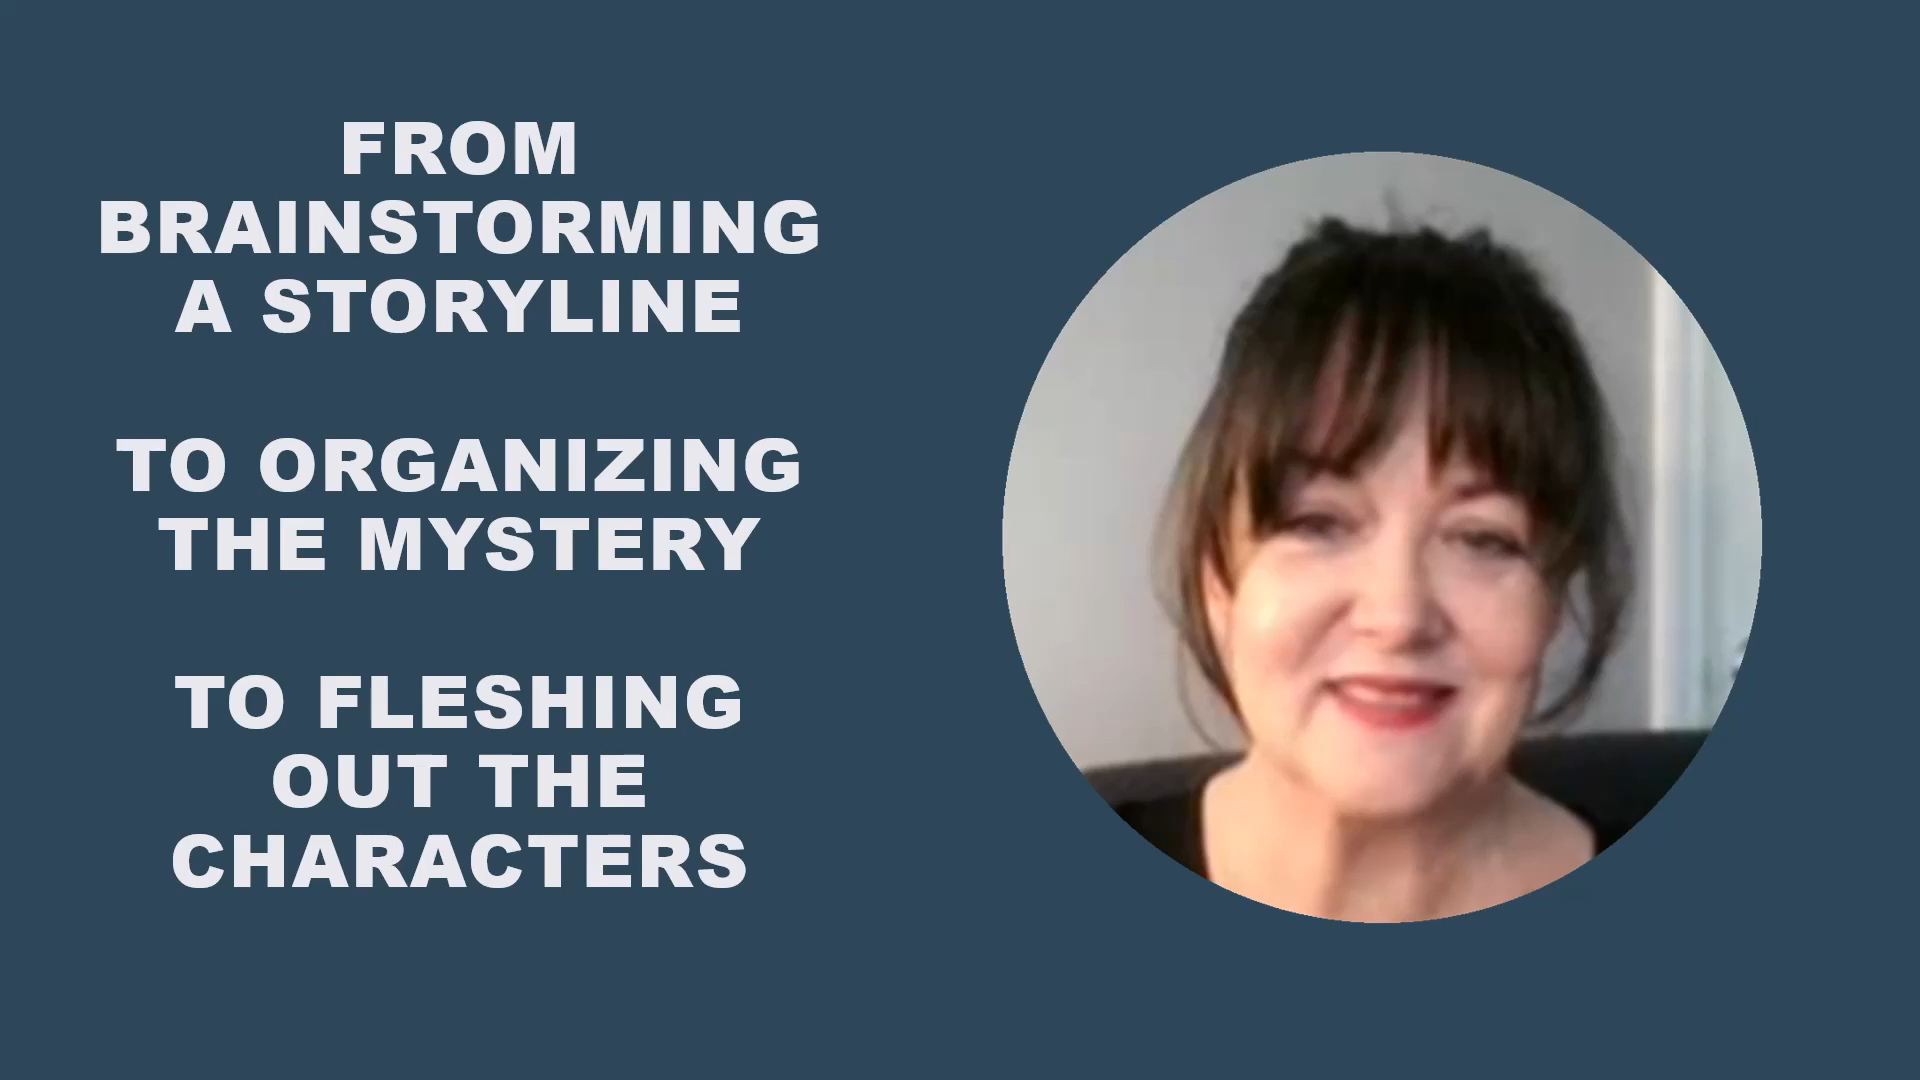 FROM
BRAINSTORMING
A STORYLINE
TO ORGANIZING
THE MYSTERY
TO FLESHING
OUT THE
CHARACTERS